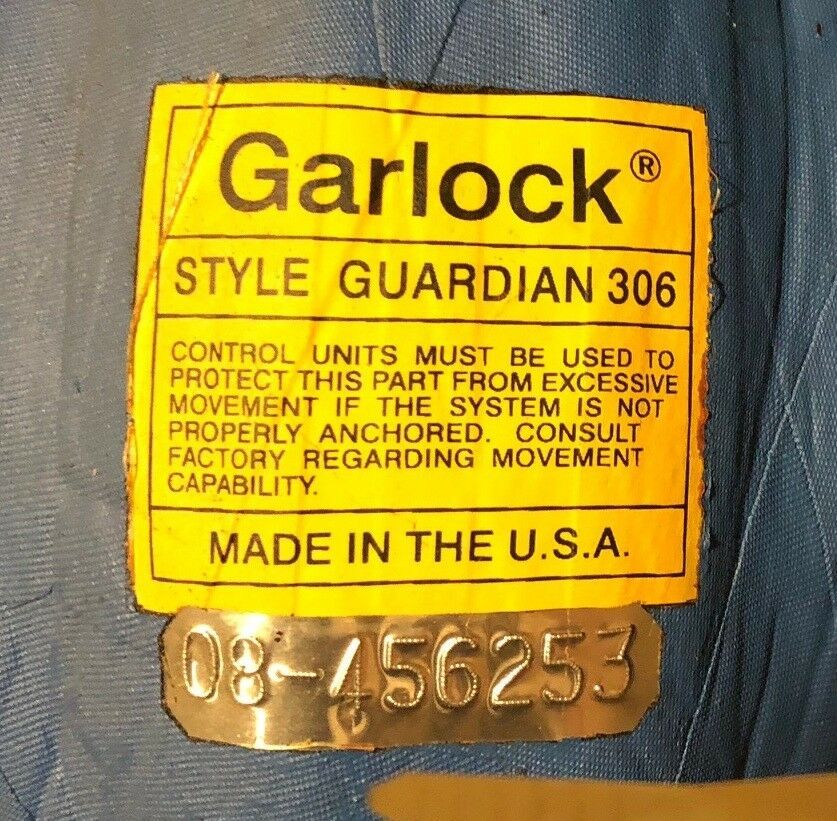 Garlock®
STYLE GUARDIAN 306
CONTROL UNITS MUST BE USED TO
PROTECT THIS PART FROM EXCESSIVE
MOVEMENT IF THE SYSTEM IS NOT
PROPERLY ANCHORED. CONSULT
FACTORY REGARDING MOVEMENT
CAPABILITY.
MADE IN THE U.S.A.
08-456253